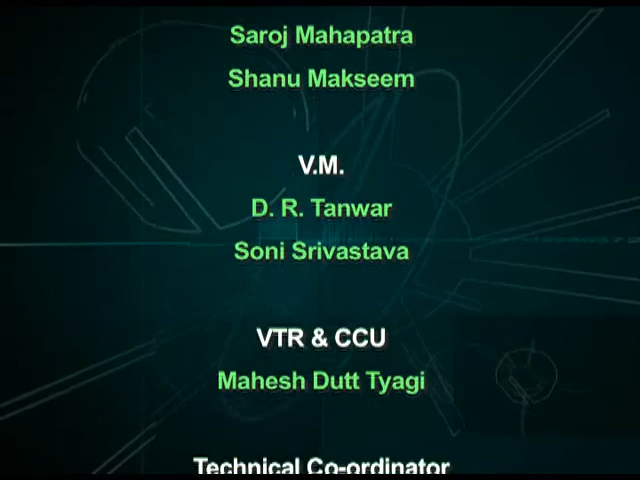 Saroj Mahapatra
Shanu Makseem
V.M.
D. R. Tanwar
Soni Srivastava
VTR & CCU
Mahesh Dutt Tyagi
Technical Co-ordinator